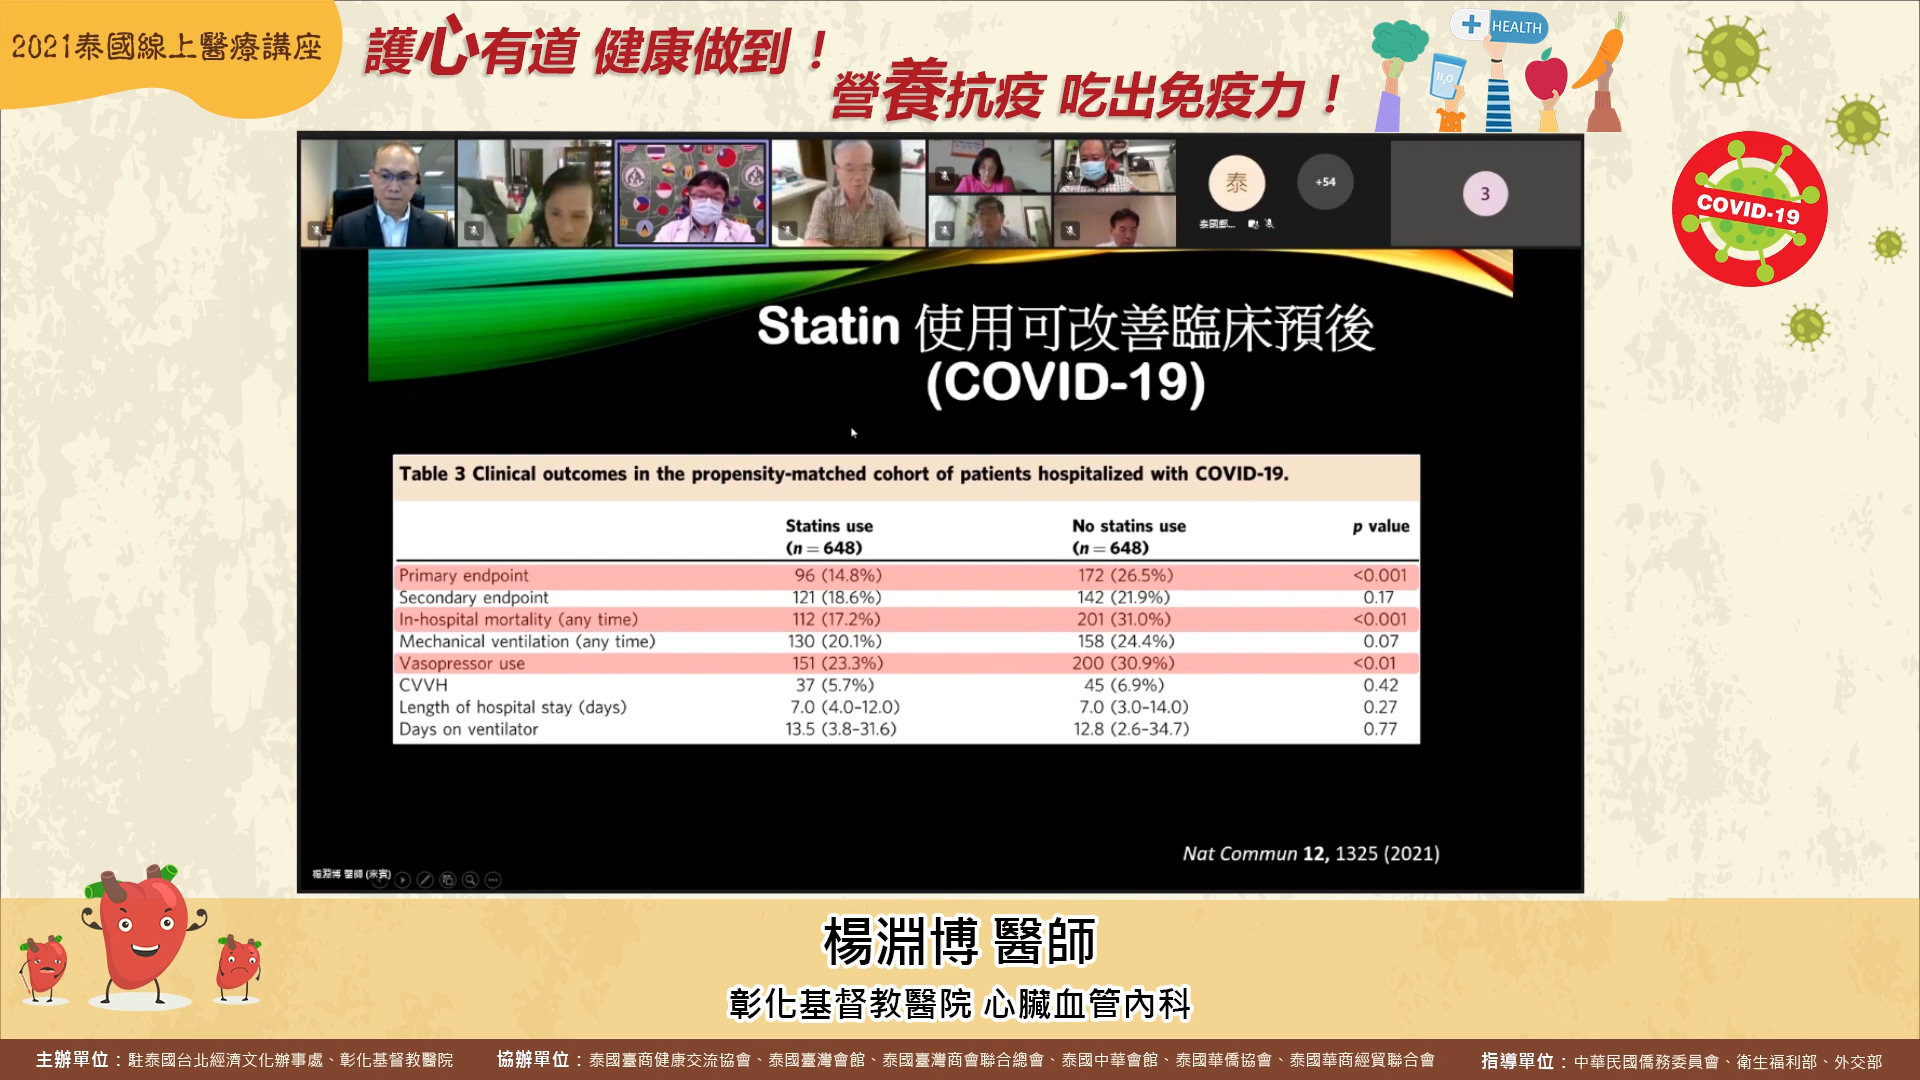 2021泰國線上醫療講座
護心有道 健康做到！
營養抗疫 吃出免疫力！
HEALTH
H₂O
COVID-19
泰
+54
3
Statin 使用可改善臨床預後
(COVID-19)
Table 3 Clinical outcomes in the propensity-matched cohort of patients hospitalized with COVID-19.
Statins use No statins use p value
(n = 648) (n = 648)
Primary endpoint 96 (14.8%) 172 (26.5%) <0.001
Secondary endpoint 121 (18.6%) 142 (21.9%) 0.17
In-hospital mortality (any time) 112 (17.2%) 201 (31.0%) <0.001
Mechanical ventilation (any time) 130 (20.1%) 158 (24.4%) 0.07
Vasopressor use 151 (23.3%) 200 (30.9%) <0.01
CVVH 37 (5.7%) 45 (6.9%) 0.42
Length of hospital stay (days) 7.0 (4.0–12.0) 7.0 (3.0–14.0) 0.27
Days on ventilator 13.5 (3.8–31.6) 12.8 (2.6–34.7) 0.77
Nat Commun 12, 1325 (2021)
楊淵博 醫師 (來賓)
楊淵博 醫師
彰化基督教醫院 心臟血管內科
主辦單位：駐泰國台北經濟文化辦事處、彰化基督教醫院
協辦單位：泰國臺商健康交流協會、泰國臺灣會館、泰國臺灣商會聯合總會、泰國中華會館、泰國華僑協會、泰國華商經貿聯合會
指導單位：中華民國僑務委員會、衛生福利部、外交部